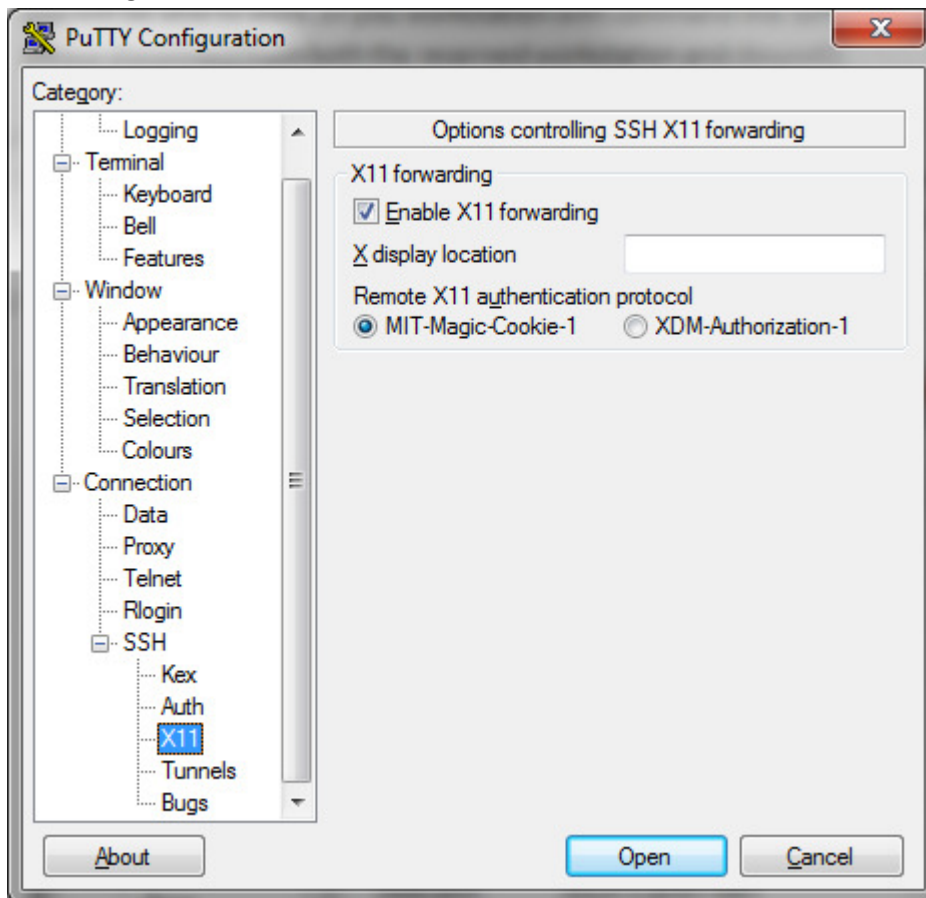 PuTTY Configuration
X
Category:
Logging
Terminal
Keyboard
Bell
Features
Window
Appearance
Behaviour
Translation
Selection
Colours
Connection
Data
Proxy
Telnet
Rlogin
SSH
Kex
Auth
X11
Tunnels
Bugs
Options controlling SSH X11 forwarding
X11 forwarding
Enable X11 forwarding
X display location
Remote X11 authentication protocol
MIT-Magic-Cookie-1 XDM-Authorization-1
About Open Cancel